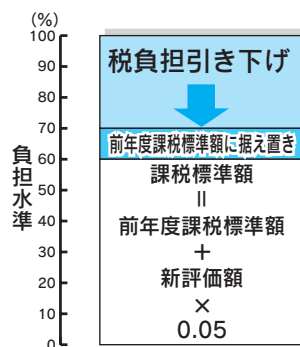 (%)
100
90
80
70
60
50
40
30
20
10
0
負担水準
税負担引き下げ
前年度課税標準額に据え置き
課税標準額
＝
前年度課税標準額
＋
新評価額
×
0.05